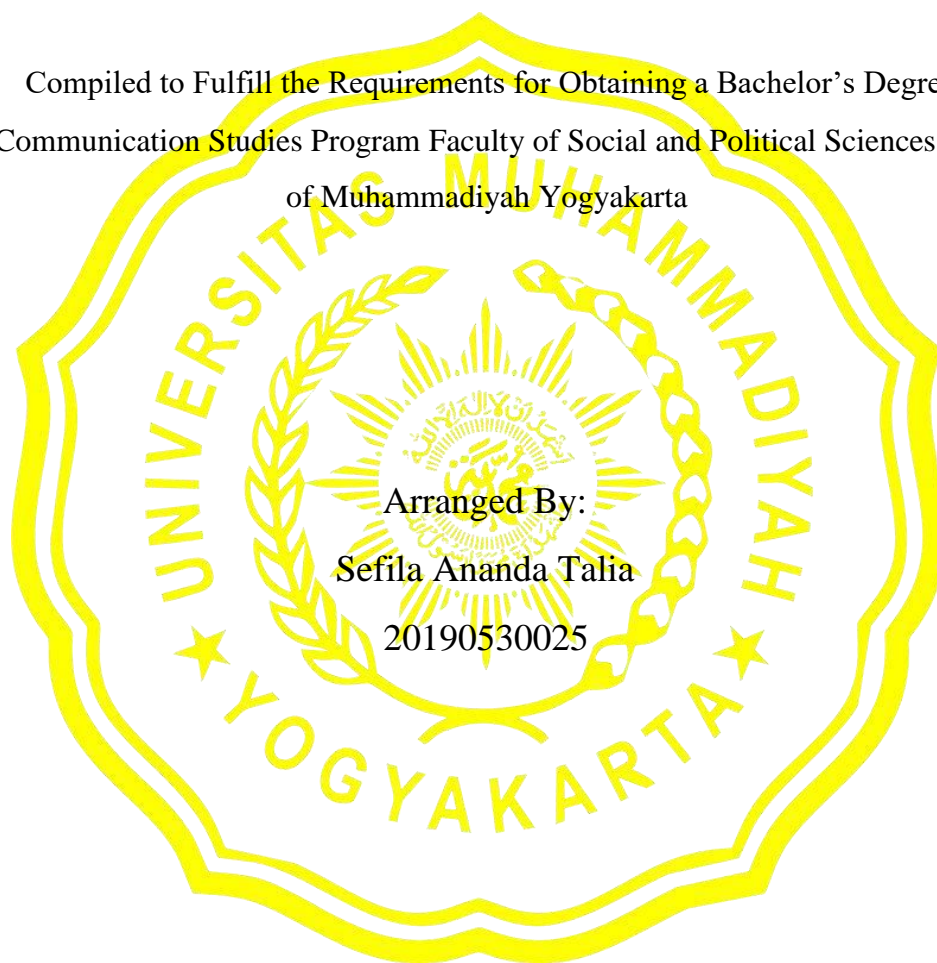 Compiled to Fulfill the Requirements for Obtaining a Bachelor’s Degre
Communication Studies Program Faculty of Social and Political Sciences
of Muhammadiyah Yogyakarta
UNIVERSITAS MUHAMMADIYAH
Arranged By:
Sefila Ananda Talia
20190530025
★ YOGYAKARTA ★